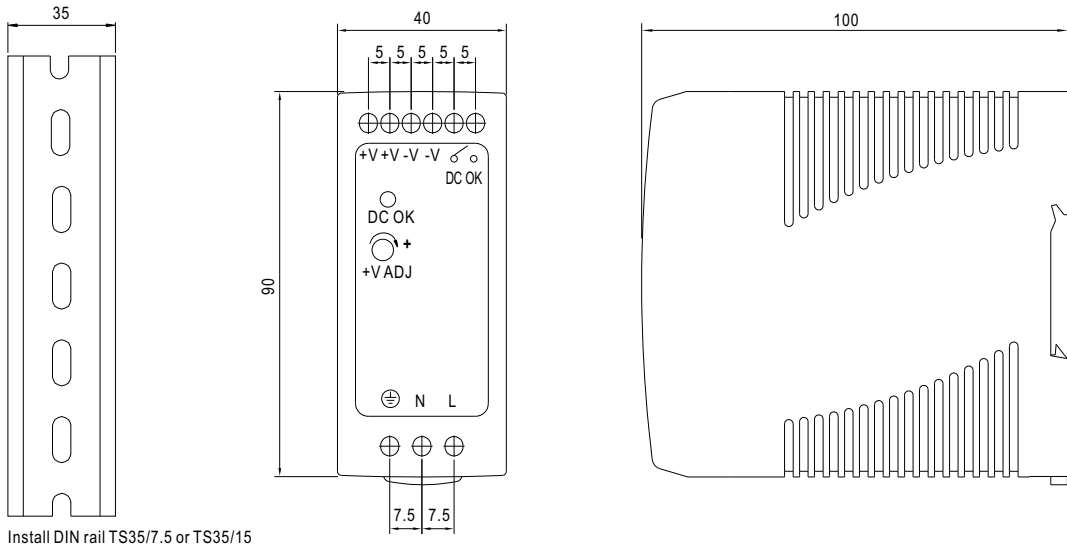 35
40
100
5 5 5 5 5
+V +V -V -V
DC OK
DC OK
+
+V ADJ
90
N L
7.5 7.5
Install DIN rail TS35/7.5 or TS35/15